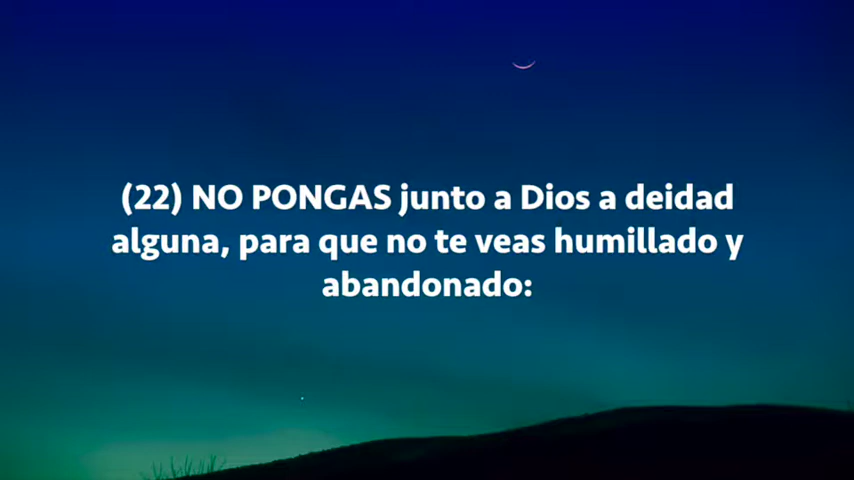 (22) NO PONGAS junto a Dios a deidad
alguna, para que no te veas humillado y
abandonado: